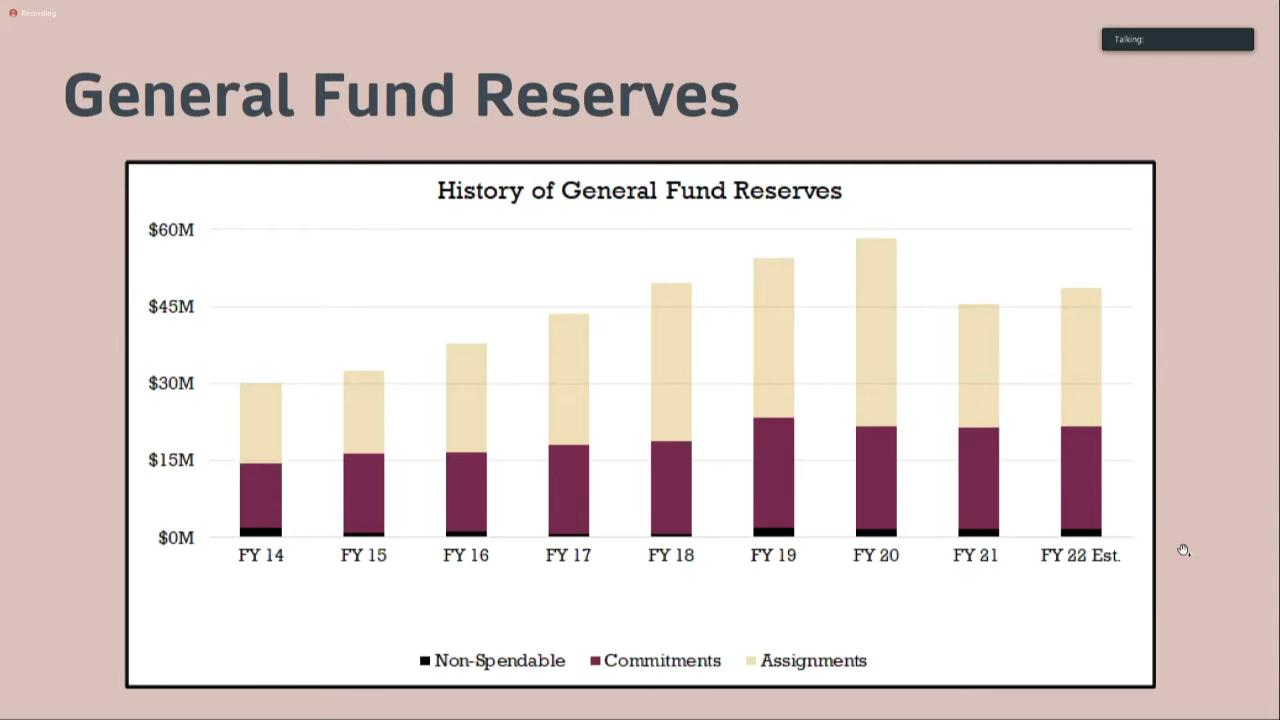 Recording
Talking:
General Fund Reserves
History of General Fund Reserves
$60M
$45M
$30M
$15M
$0M
FY 14 FY 15 FY 16 FY 17 FY 18 FY 19 FY 20 FY 21 FY 22 Est.
Non-Spendable Commitments Assignments